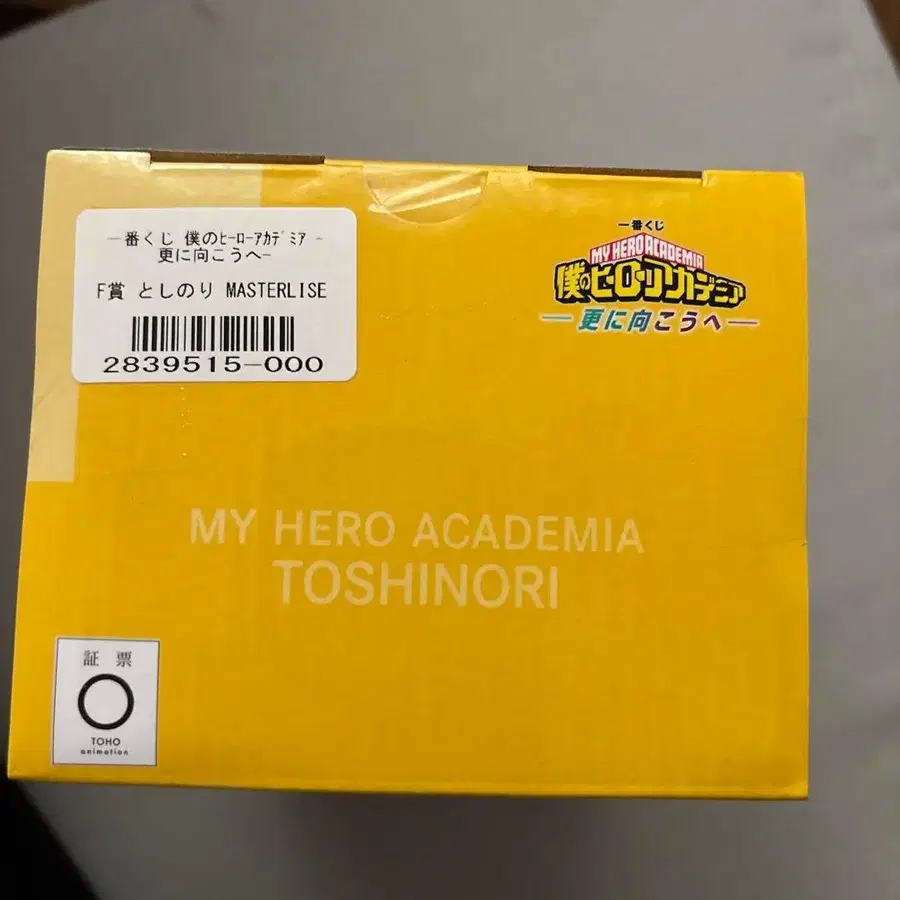 一番くじ 僕のﾋｰﾛｰｱｶﾃﾞﾐｱ -
更に向こうへ-
F賞 としのり MASTERLISE
2839515-000
一番くじ
MY HERO ACADEMIA
僕のヒーローアカデミア
―更に向こうへ―
MY HERO ACADEMIA
TOSHINORI
証 票
TOHO
animation